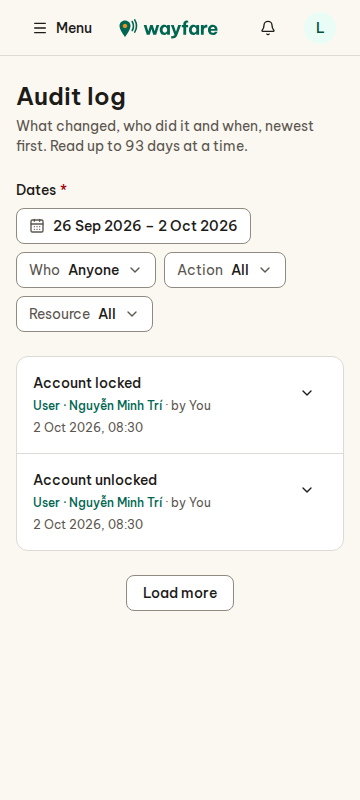 Menu
wayfare
L
Audit log
What changed, who did it and when, newest
first. Read up to 93 days at a time.
Dates *
26 Sep 2026 – 2 Oct 2026
Who Anyone
Action All
Resource All
Account locked
User · Nguyễn Minh Trí · by You
2 Oct 2026, 08:30
Account unlocked
User · Nguyễn Minh Trí · by You
2 Oct 2026, 08:30
Load more